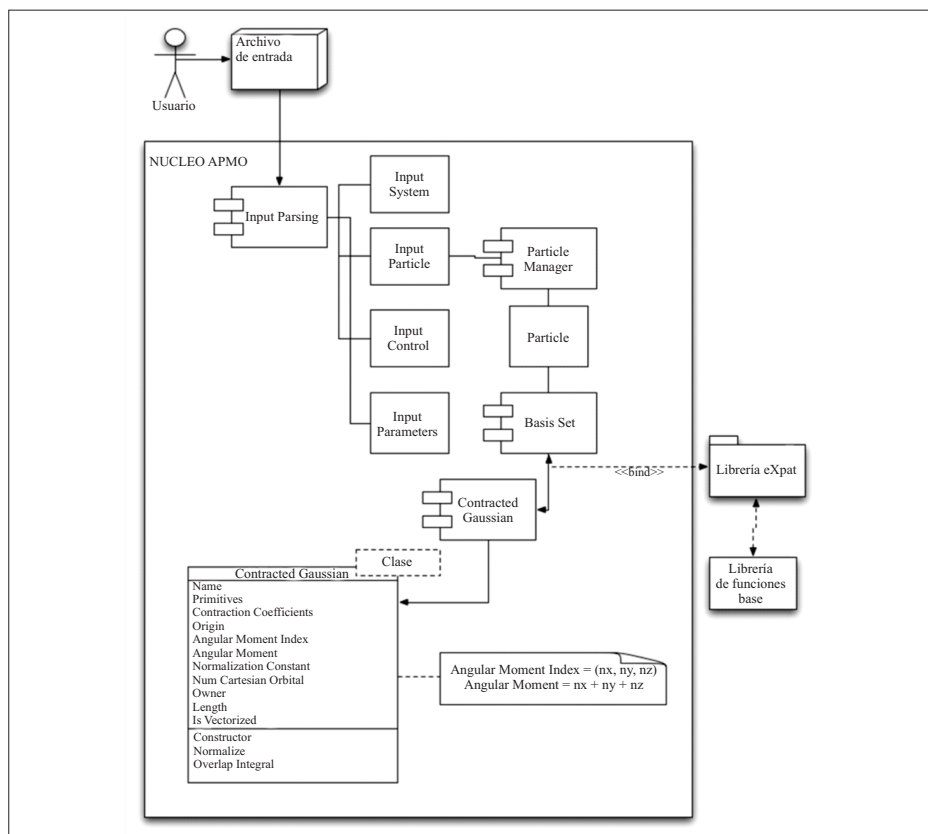 Archivo
de entrada
Usuario
NUCLEO APMO
Input Parsing
Input
System
Input
Particle
Particle
Manager
Input
Control
Particle
Input
Parameters
Basis Set
<<bind>>
Librería eXpat
Contracted
Gaussian
Librería
de funciones
base
Clase
Contracted Gaussian
Name
Primitives
Contraction Coefficients
Origin
Angular Moment Index
Angular Moment
Normalization Constant
Num Cartesian Orbital
Owner
Length
Is Vectorized
Constructor
Normalize
Overlap Integral
Angular Moment Index = (nx, ny, nz)
Angular Moment = nx + ny + nz